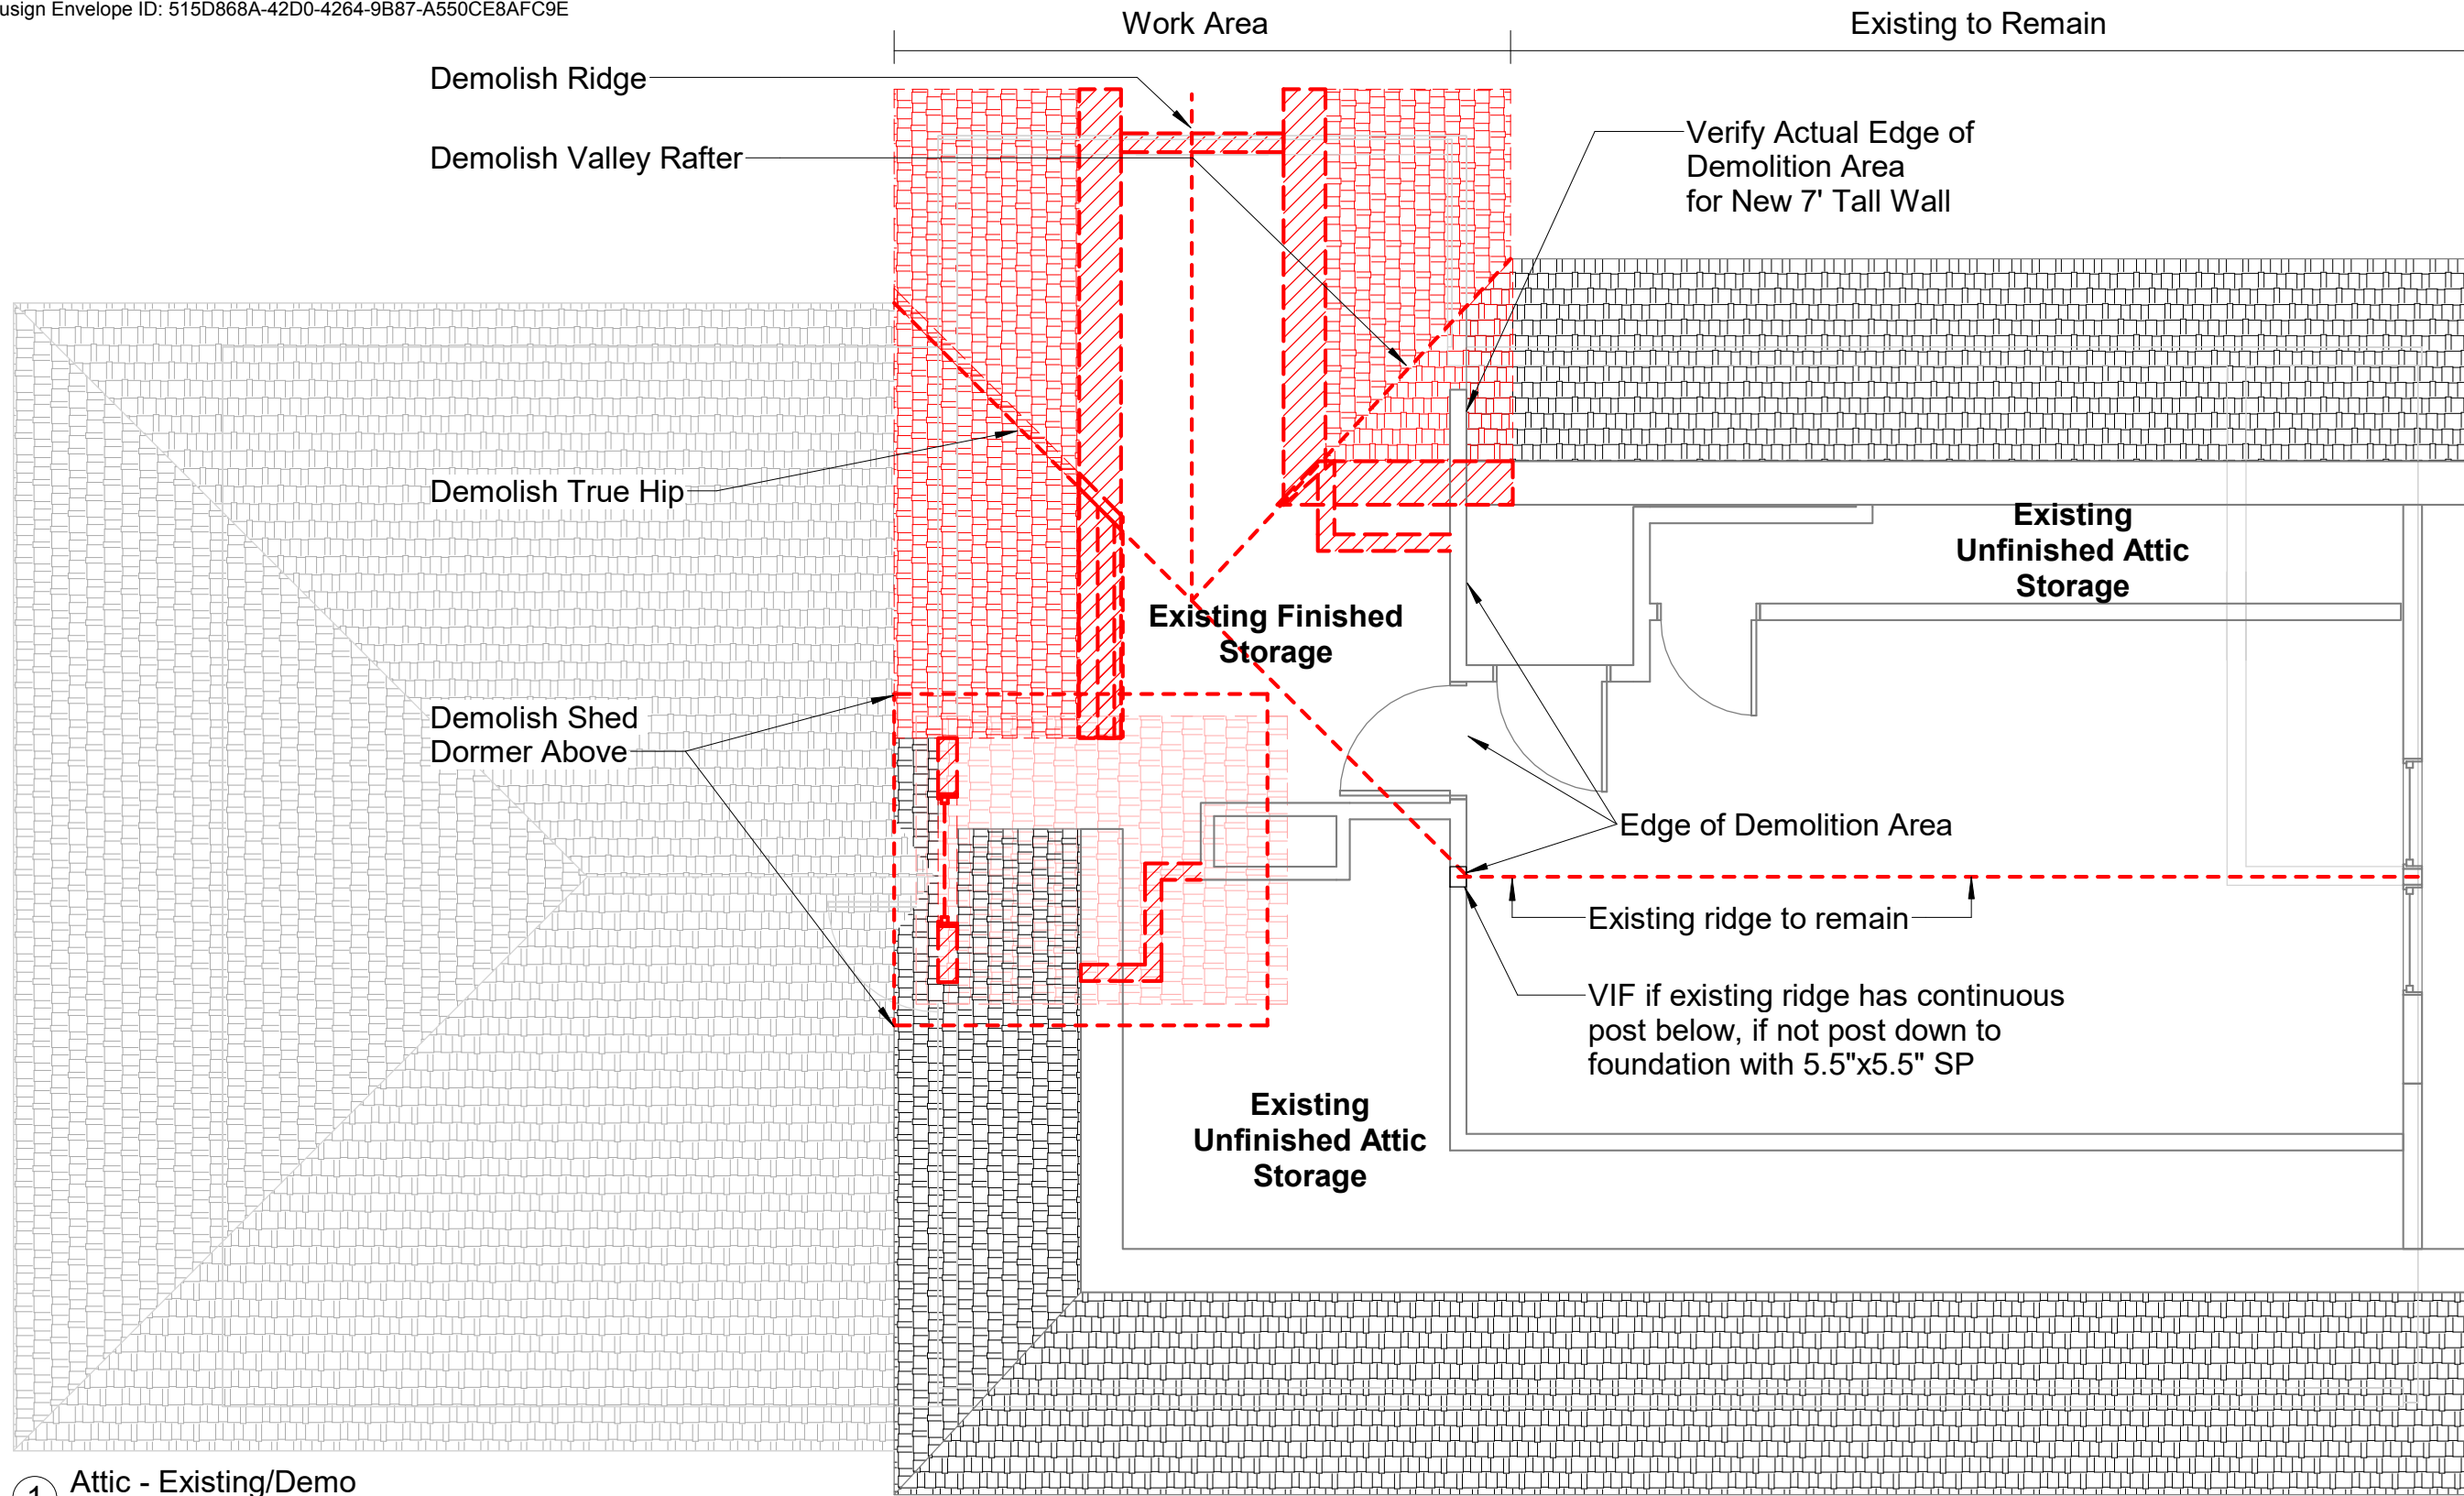 usign Envelope ID: 515D868A-42D0-4264-9B87-A550CE8AFC9E
Work Area
Existing to Remain
Demolish Ridge
Demolish Valley Rafter
Verify Actual Edge of
Demolition Area
for New 7' Tall Wall
Demolish True Hip
Existing
Unfinished Attic
Storage
Existing Finished
Storage
Demolish Shed
Dormer Above
Edge of Demolition Area
Existing ridge to remain
VIF if existing ridge has continuous
post below, if not post down to
foundation with 5.5"x5.5" SP
Existing
Unfinished Attic
Storage
1
Attic - Existing/Demo